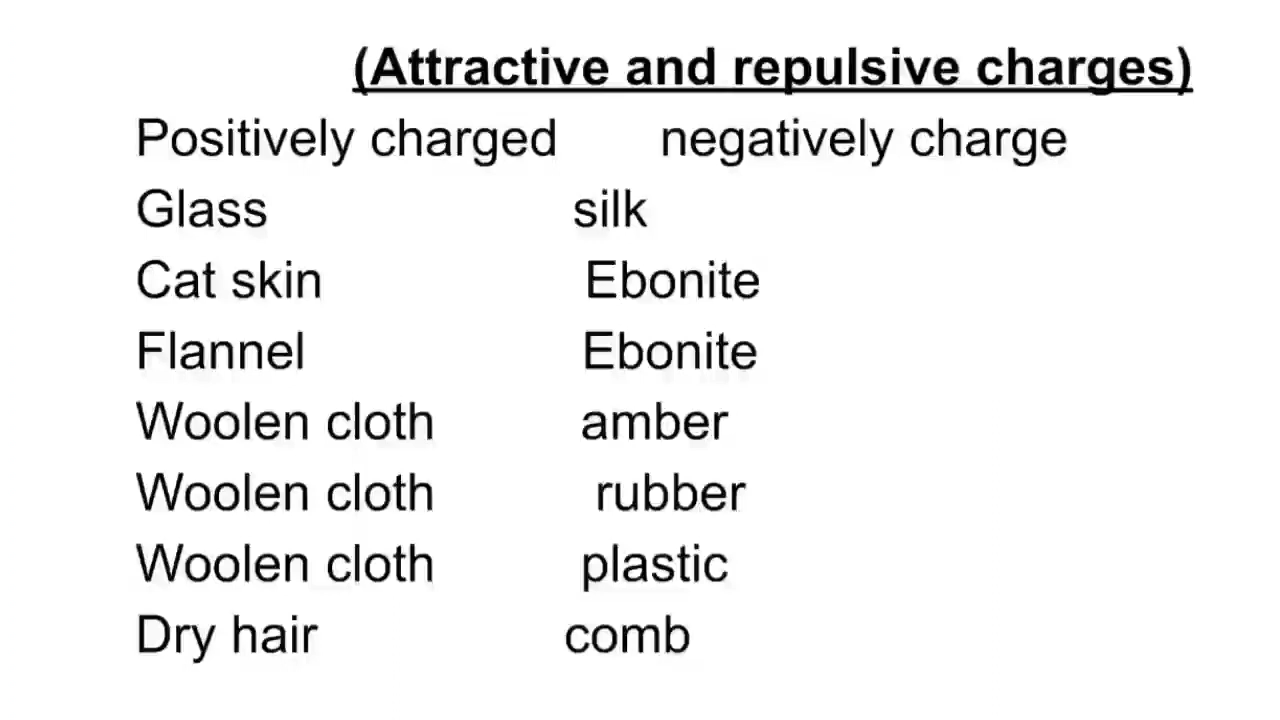 (Attractive and repulsive charges)
Positively charged negatively charge
Glass silk
Cat skin Ebonite
Flannel Ebonite
Woolen cloth amber
Woolen cloth rubber
Woolen cloth plastic
Dry hair comb